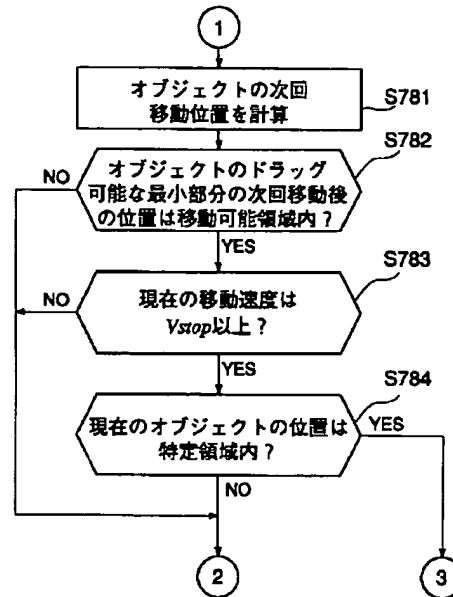 1
オブジェクトの次回
移動位置を計算
S781
S782
NO
オブジェクトのドラッグ
可能な最小部分の次回移動後
の位置は移動可能領域内？
YES
S783
NO
現在の移動速度は
Vstop以上？
YES
S784
現在のオブジェクトの位置は
特定領域内？
YES
NO
2
3